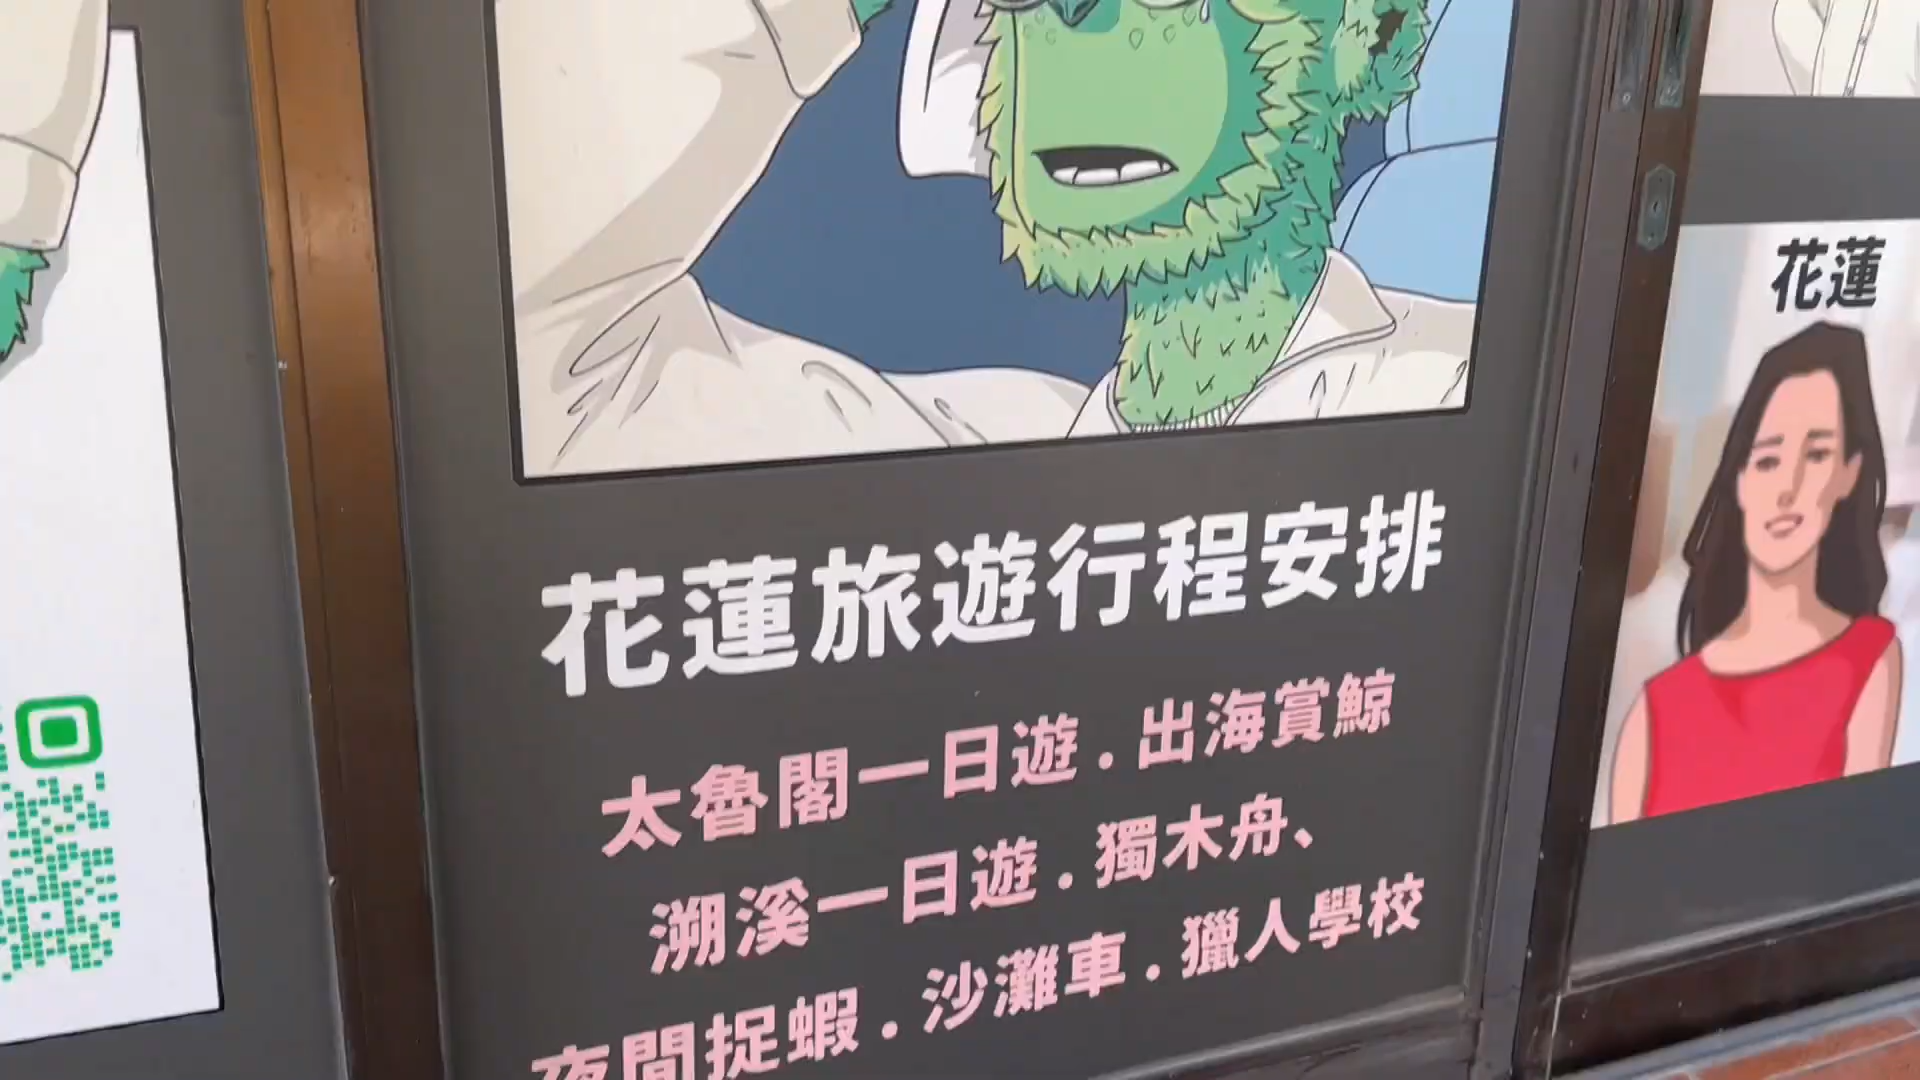 花蓮旅遊行程安排
太魯閣一日遊．出海賞鯨
溯溪一日遊．獨木舟、
夜間捉蝦．沙灘車．獵人學校
花蓮